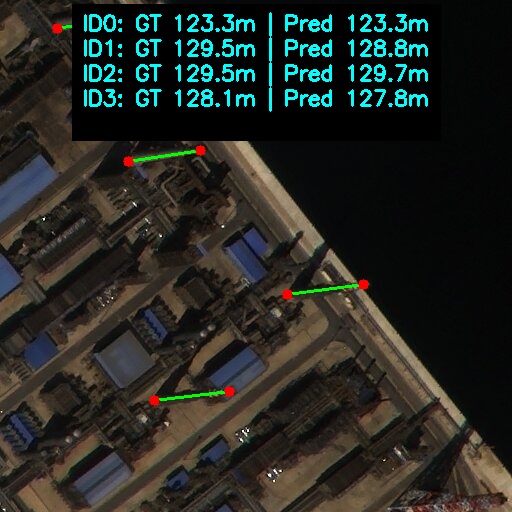 ID0: GT 123.3m | Pred 123.3m
ID1: GT 129.5m | Pred 128.8m
ID2: GT 129.5m | Pred 129.7m
ID3: GT 128.1m | Pred 127.8m